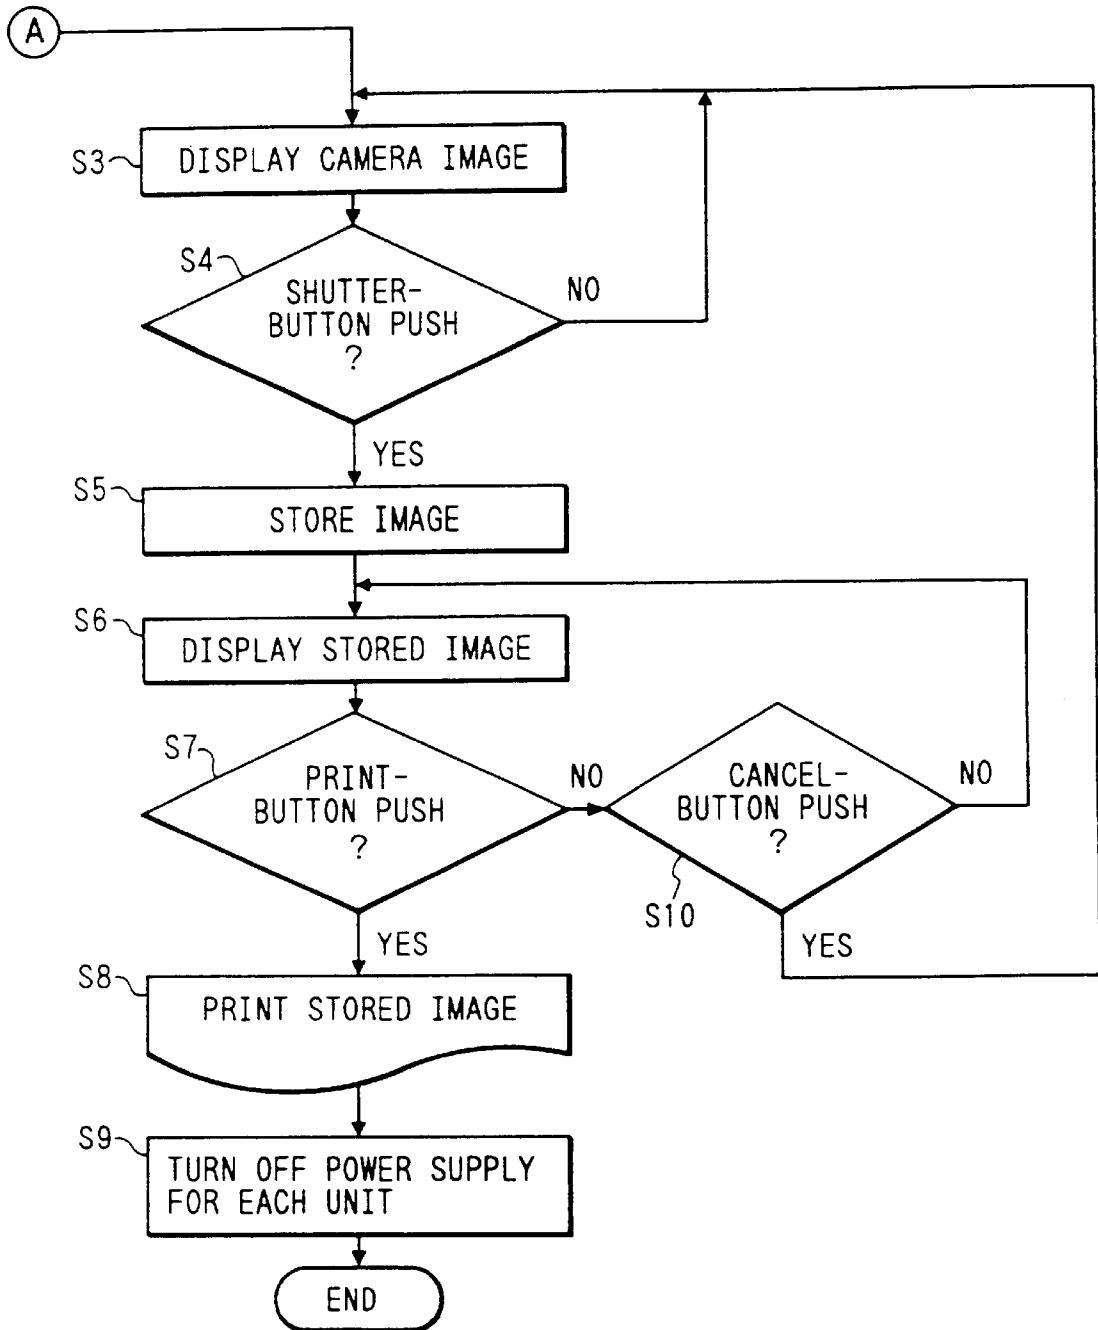 A
S3
DISPLAY CAMERA IMAGE
S4
SHUTTER-
BUTTON PUSH
?
NO
YES
S5
STORE IMAGE
S6
DISPLAY STORED IMAGE
S7
PRINT-
BUTTON PUSH
?
NO
CANCEL-
BUTTON PUSH
?
NO
S10
YES
YES
S8
PRINT STORED IMAGE
S9
TURN OFF POWER SUPPLY
FOR EACH UNIT
END